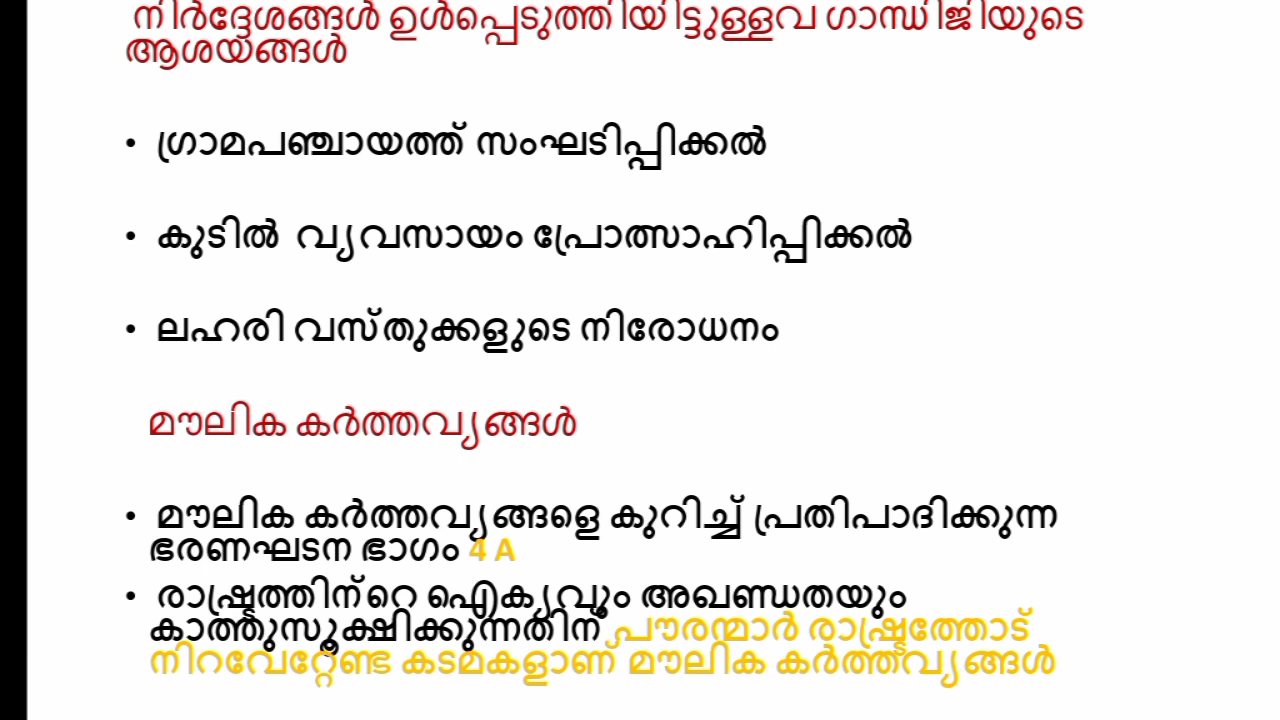 നിർദ്ദേശങ്ങൾ ഉൾപ്പെടുത്തിയിട്ടുള്ളവ ഗാന്ധിജിയുടെ
ആശയങ്ങൾ
• ഗ്രാമപഞ്ചായത്ത് സംഘടിപ്പിക്കൽ
• കുടിൽ വ്യവസായം പ്രോത്സാഹിപ്പിക്കൽ
• ലഹരി വസ്തുക്കളുടെ നിരോധനം
മൗലിക കർത്തവ്യങ്ങൾ
• മൗലിക കർത്തവ്യങ്ങളെ കുറിച്ച് പ്രതിപാദിക്കുന്ന
ഭരണഘടന ഭാഗം 4 A
• രാഷ്ട്രത്തിന്റെ ഐക്യവും അഖണ്ഡതയും
കാത്തുസൂക്ഷിക്കുന്നതിന് പൗരന്മാർ രാഷ്ട്രത്തോട്
നിറവേറ്റേണ്ട കടമകളാണ് മൗലിക കർത്തവ്യങ്ങൾ